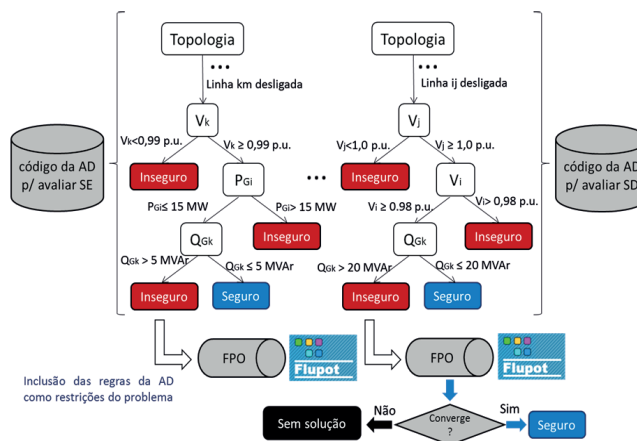 Topologia
Topologia
•••
•••
Linha km desligada
Linha ij desligada
Vk
Vj
Vk<0,99 p.u.
Vk ≥ 0,99 p.u.
Vj<1,0 p.u.
Vj ≥ 1,0 p.u.
código da AD
p/ avaliar SE
Inseguro
PGi
•••
Inseguro
Vi
código da AD
p/ avaliar SD
PGi≤ 15 MW
PGi> 15 MW
Vi ≥ 0.98 p.u.
Vi> 0,98 p.u.
QGk
Inseguro
QGk
Inseguro
QGk > 5 MVAr
QGk ≤ 5 MVAr
QGk > 20 MVAr
QGk ≤ 20 MVAr
Inseguro
Seguro
Inseguro
Seguro
FPO
Flupot
FPO
Flupot
Inclusão das regras da AD
como restrições do problema
Sem solução
Não
Converge
?
Sim
Seguro